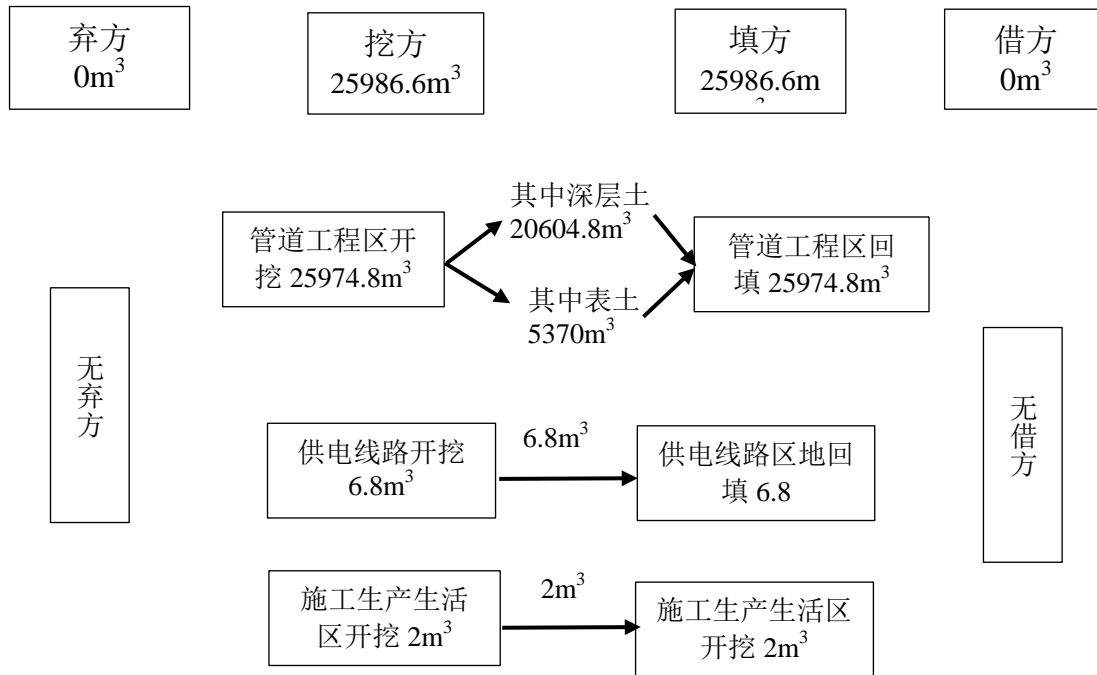 弃方
0m³
挖方
25986.6m³
填方
25986.6m
3
借方
0m³
其中深层土
20604.8m³
管道工程区开
挖 25974.8m³
管道工程区回
填 25974.8m³
其中表土
5370m³
无弃方
无借方
6.8m³
供电线路开挖
6.8m³
供电线路区地回
填 6.8
2m³
施工生产生活
区开挖 2m³
施工生产生活区
开挖 2m³